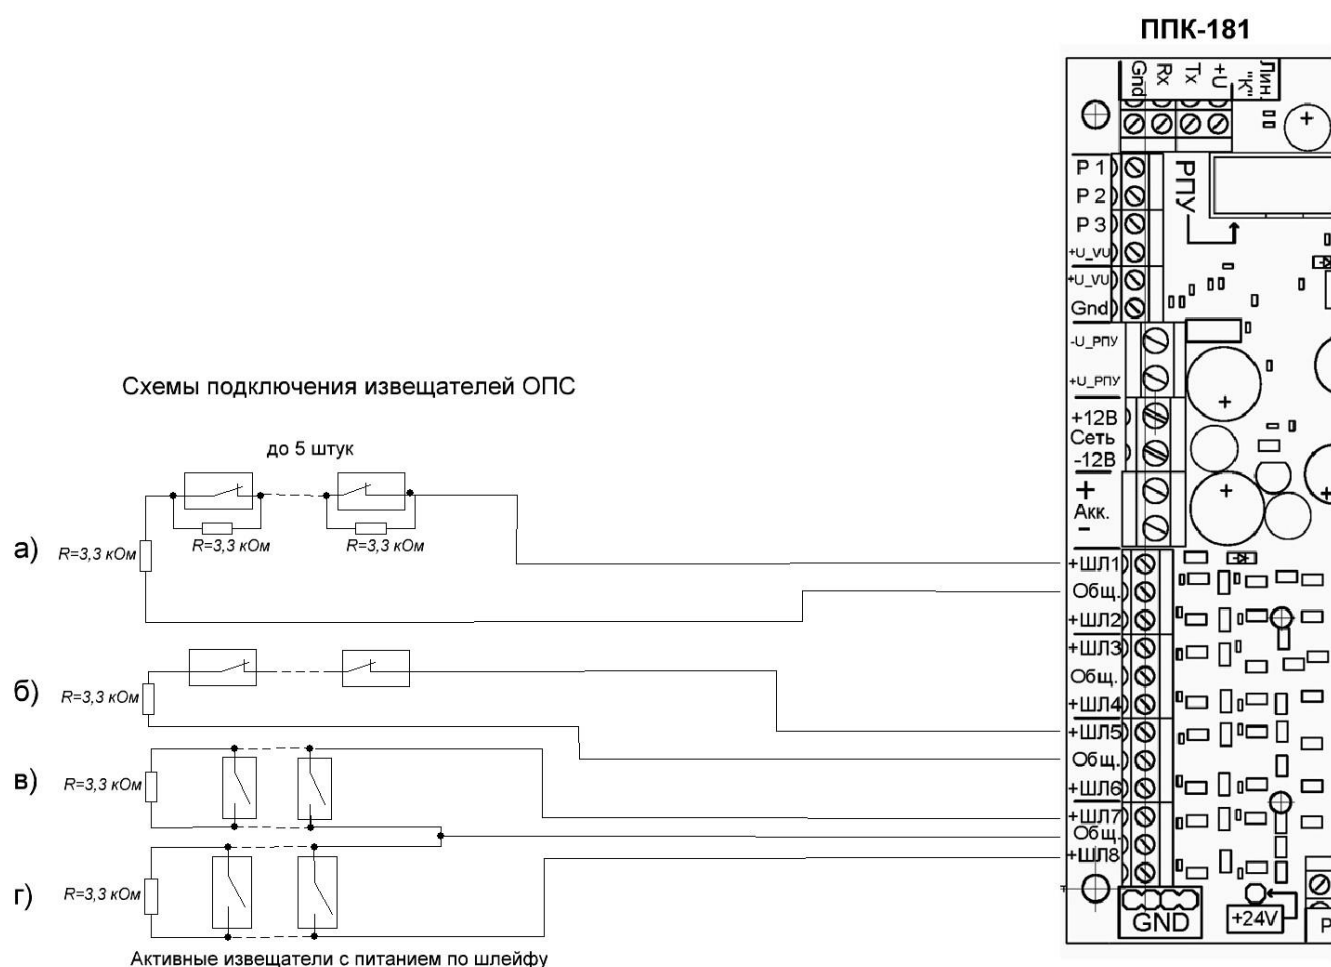 ППК-181
Gnd
Rx
Tx
+U
"К"
Лин.
Р 1
Р 2
Р 3
+U_VU
+U_VU
Gnd
РПУ
-U_РПУ
+U_РПУ
+12В
Сеть
-12В
+
Акк.
-
Схемы подключения извещателей ОПС
до 5 штук
а)
R=3,3 кОм
R=3,3 кОм
R=3,3 кОм
+ШЛ1
Общ.
+ШЛ2
+ШЛ3
Общ.
+ШЛ4
б)
R=3,3 кОм
+ШЛ5
Общ.
+ШЛ6
в)
R=3,3 кОм
+ШЛ7
Общ.
+ШЛ8
г)
R=3,3 кОм
GND
+24V
Р
Активные извещатели с питанием по шлейфу